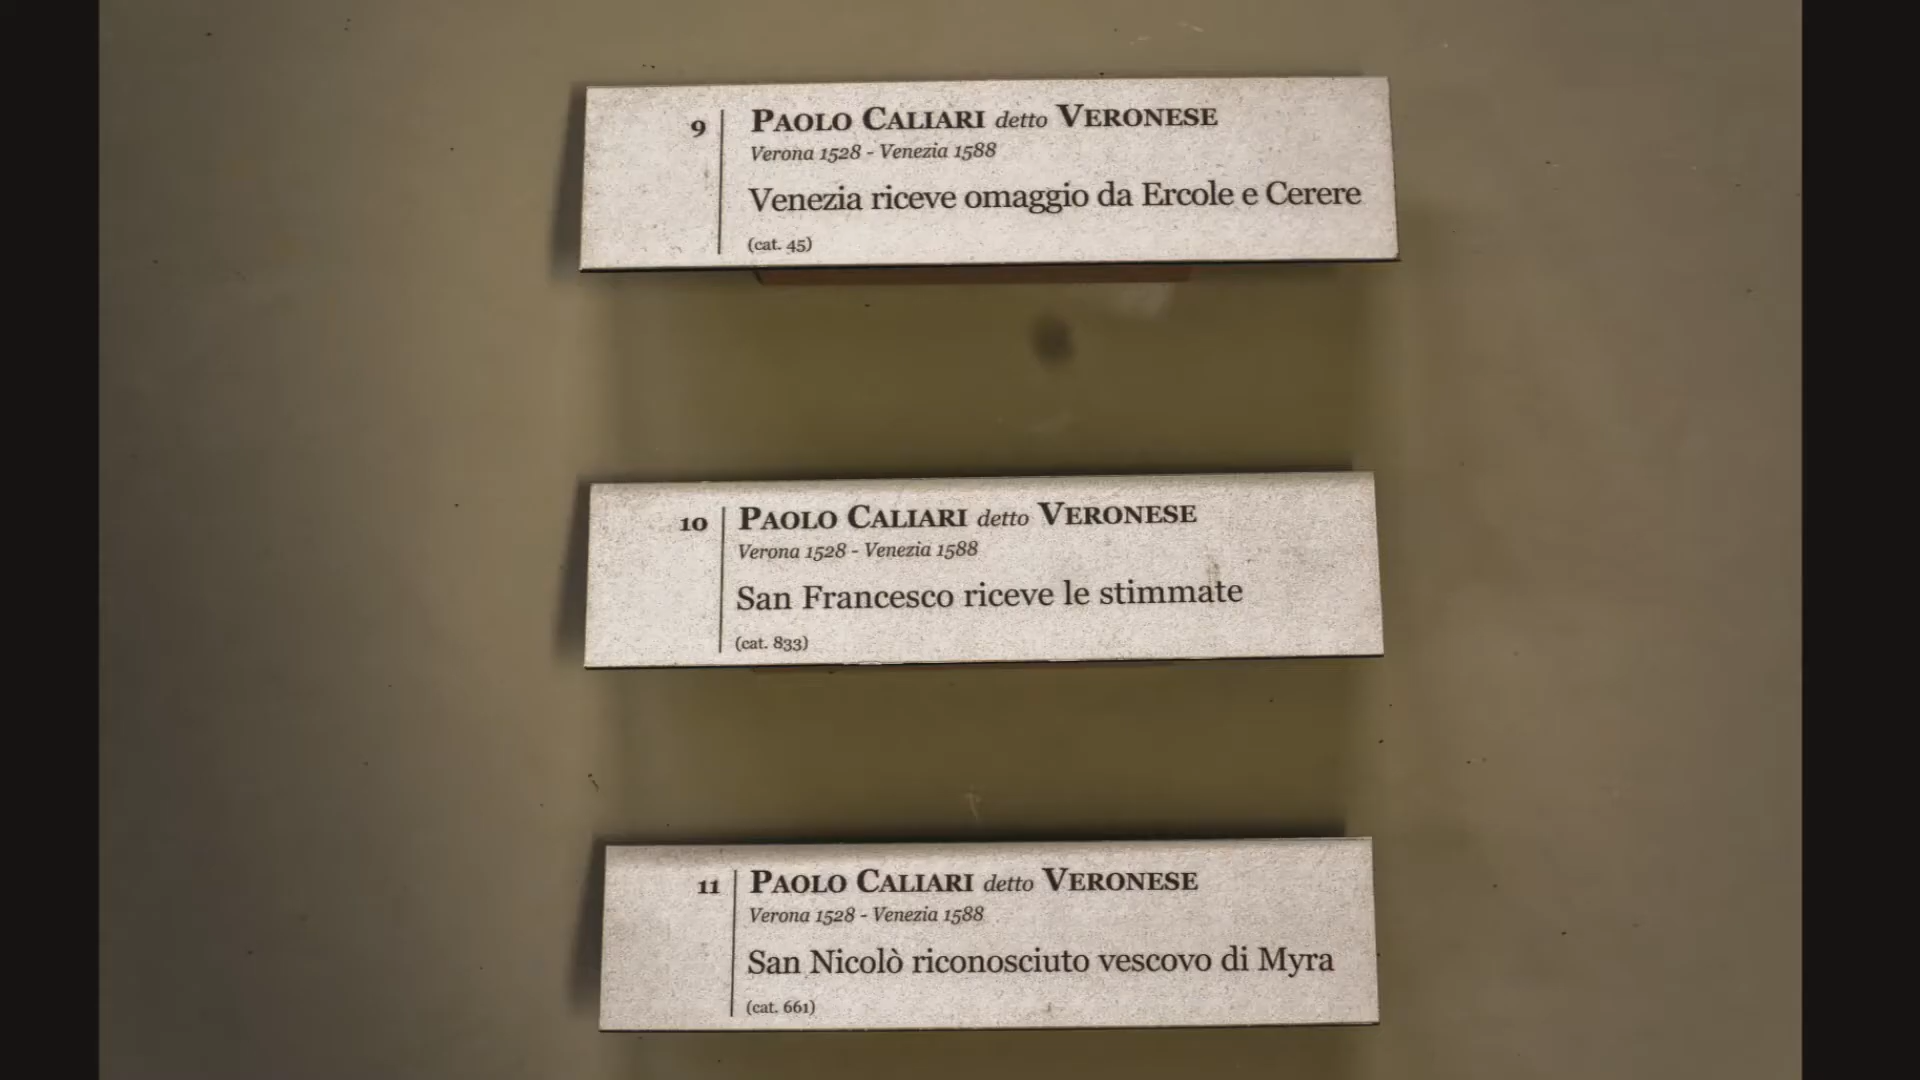 9
PAOLO CALIARI detto VERONESE
Verona 1528 - Venezia 1588
Venezia riceve omaggio da Ercole e Cerere
(cat. 45)
10
PAOLO CALIARI detto VERONESE
Verona 1528 - Venezia 1588
San Francesco riceve le stimmate
(cat. 833)
11
PAOLO CALIARI detto VERONESE
Verona 1528 - Venezia 1588
San Nicolò riconosciuto vescovo di Myra
(cat. 661)